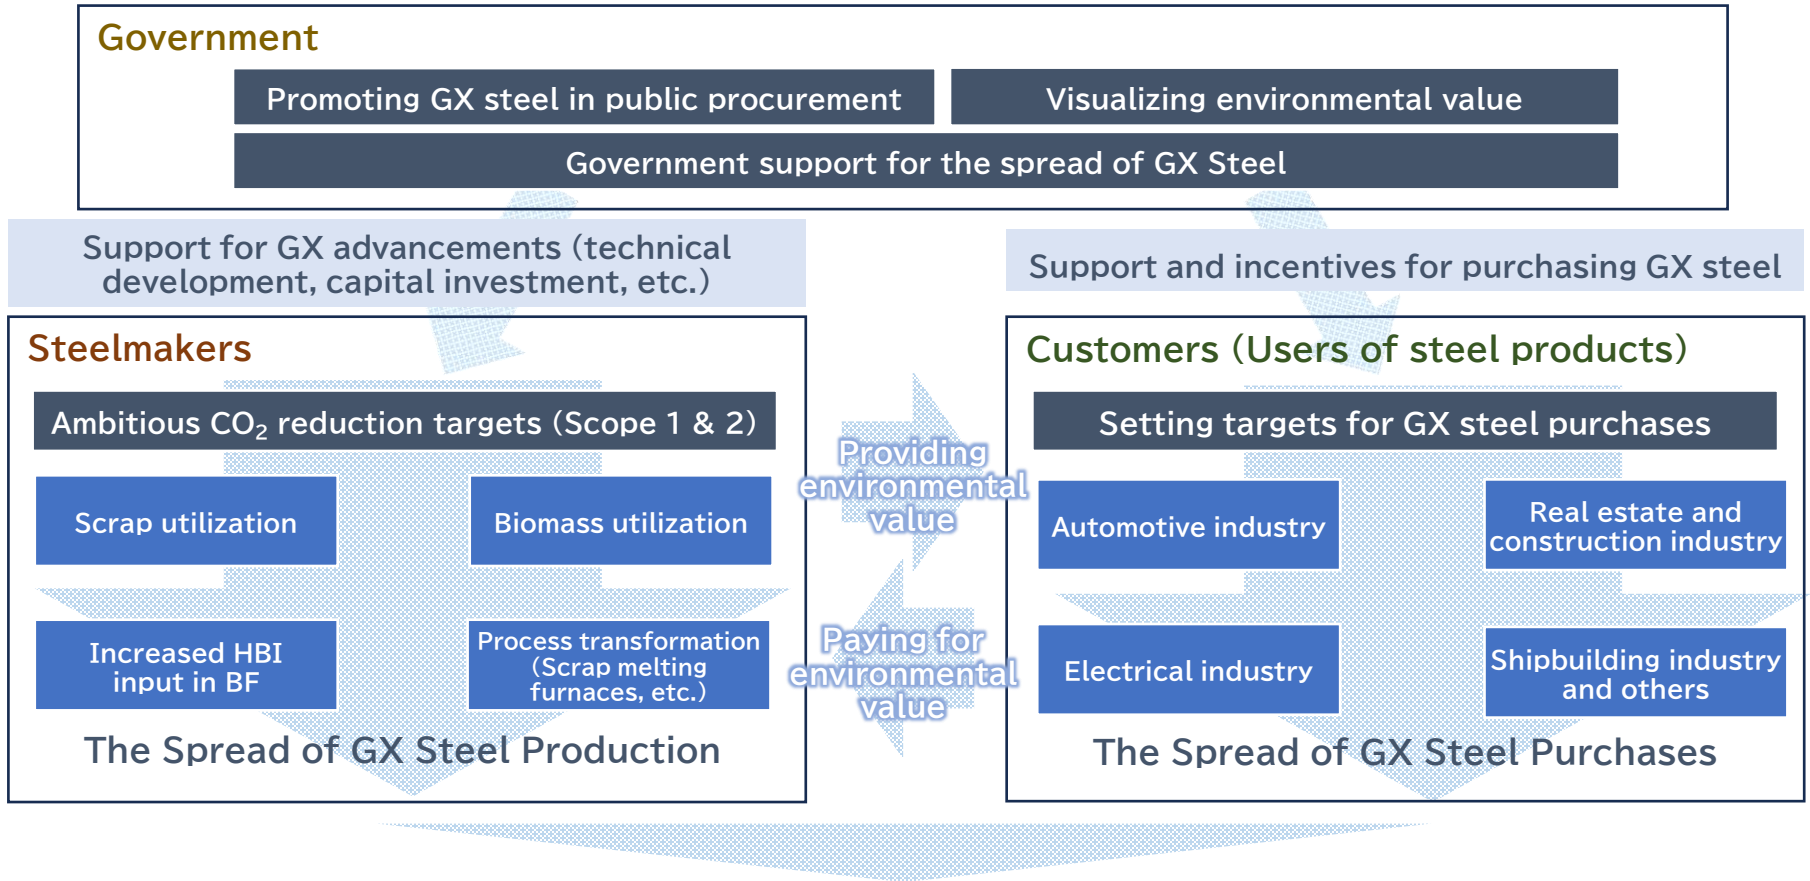 Government
Promoting GX steel in public procurement
Visualizing environmental value
Government support for the spread of GX Steel
Support for GX advancements (technical
development, capital investment, etc.)
Support and incentives for purchasing GX steel
Steelmakers
Ambitious CO₂ reduction targets (Scope 1 & 2)
Scrap utilization
Biomass utilization
Increased HBI
input in BF
Process transformation
(Scrap melting
furnaces, etc.)
The Spread of GX Steel Production
Providing
environmental
value
Paying for
environmental
value
Customers (Users of steel products)
Setting targets for GX steel purchases
Automotive industry
Real estate and
construction industry
Electrical industry
Shipbuilding industry
and others
The Spread of GX Steel Purchases